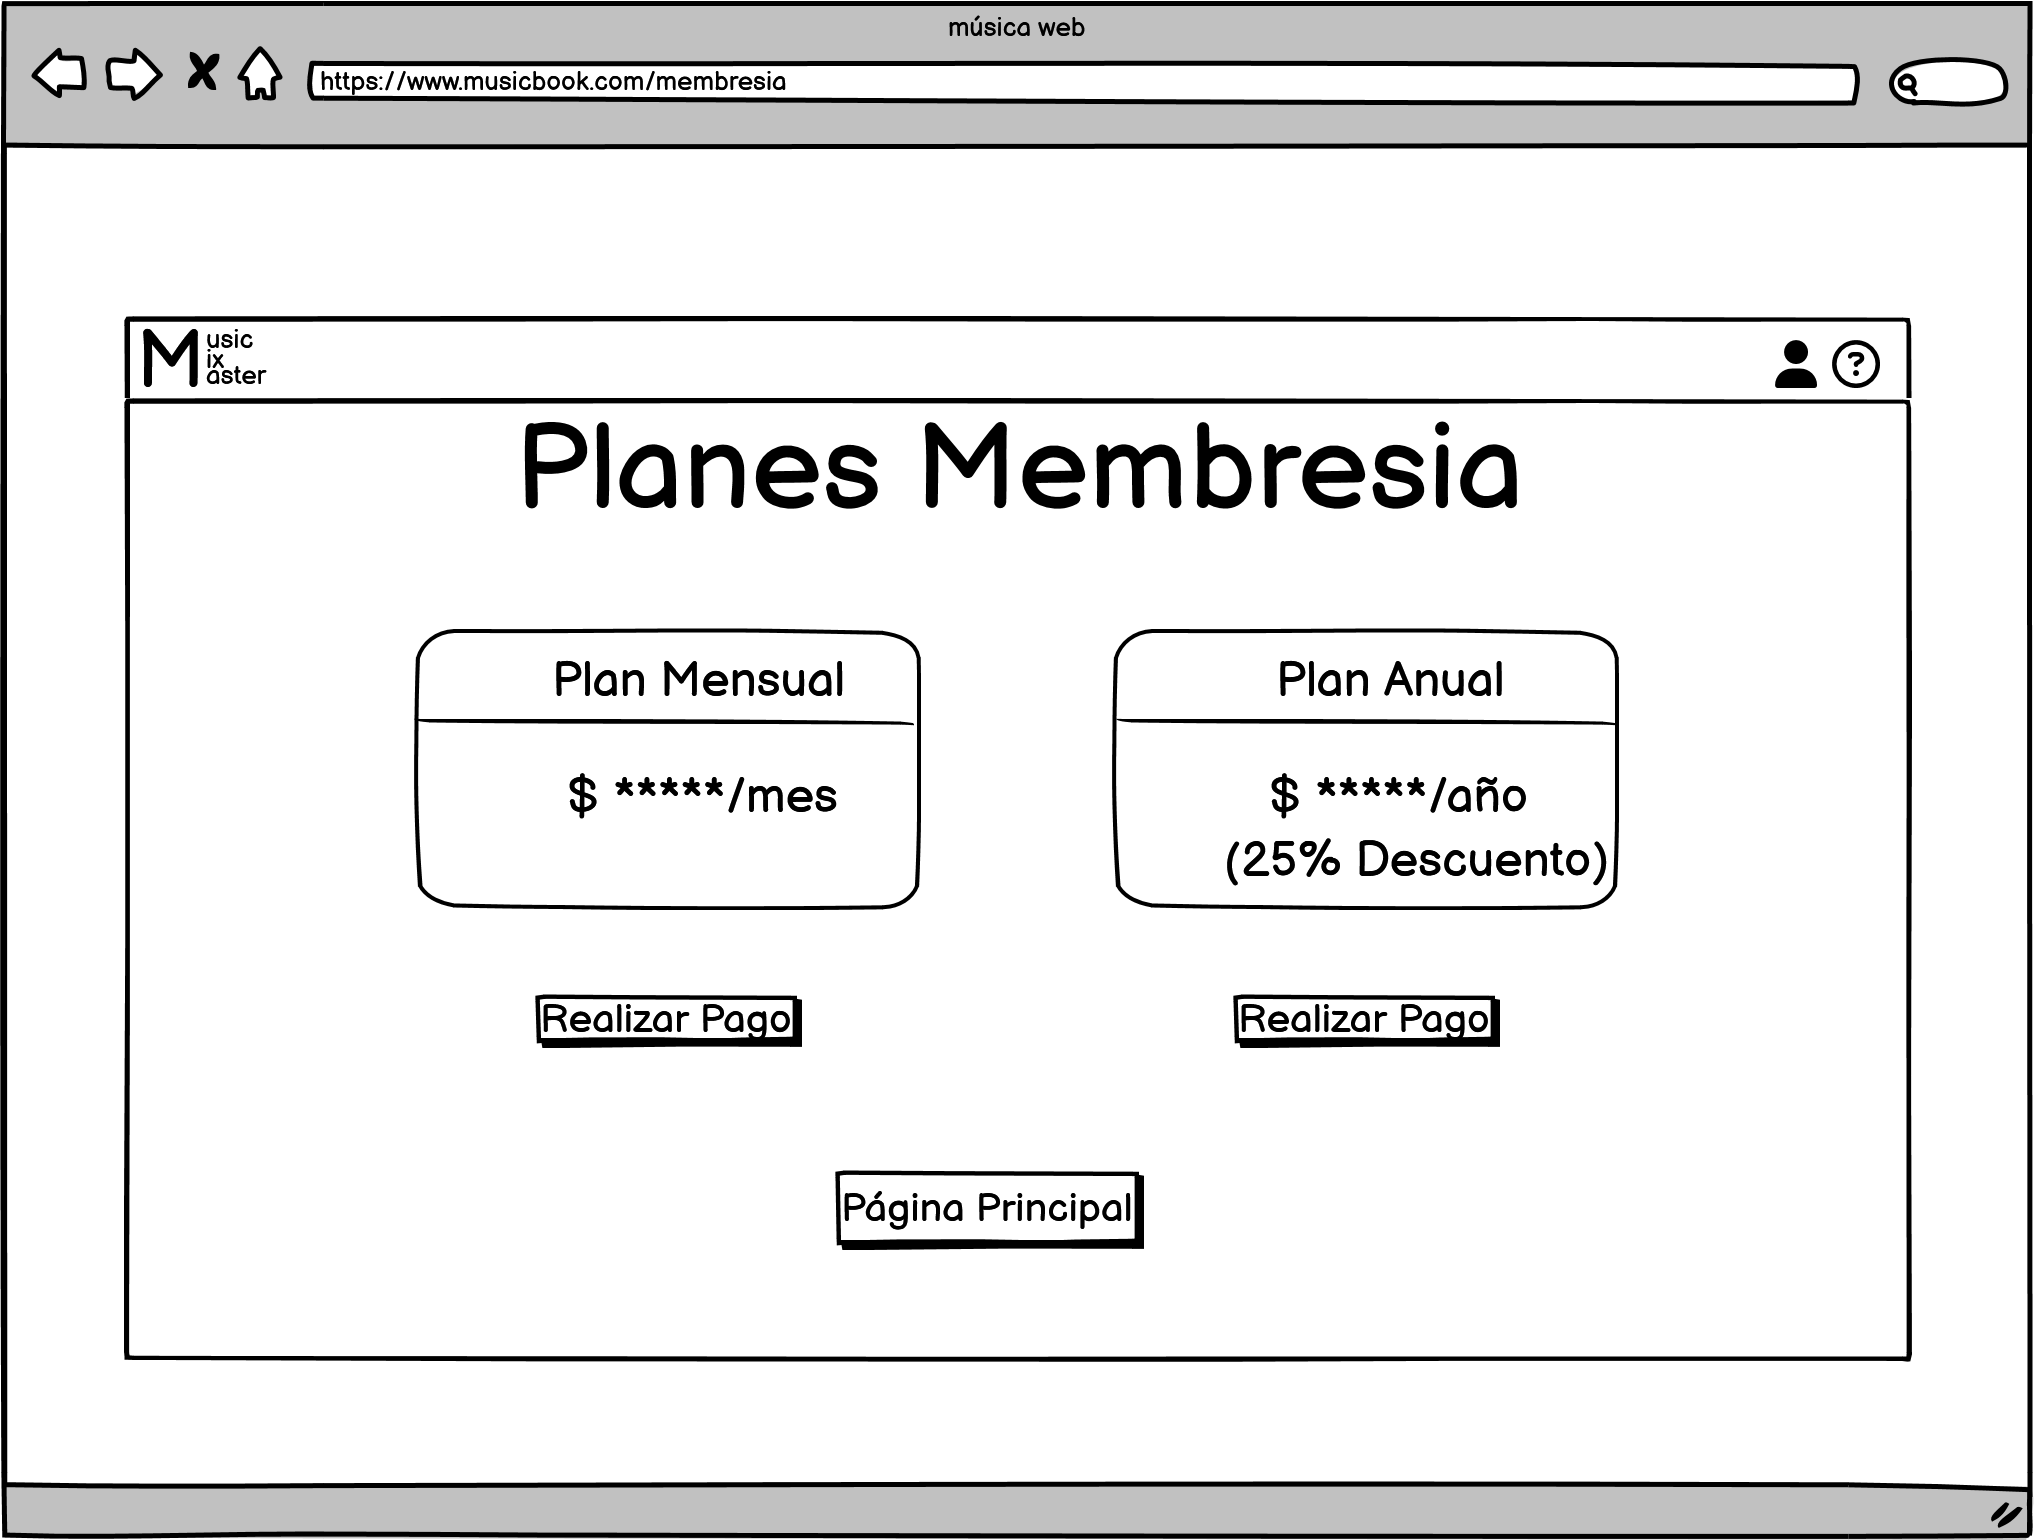 música web
https://www.musicbook.com/membresia
Music
ix
aster
?
Planes Membresia
Plan Mensual
$ *****/mes
Plan Anual
$ *****/año
(25% Descuento)
Realizar Pago
Realizar Pago
Página Principal